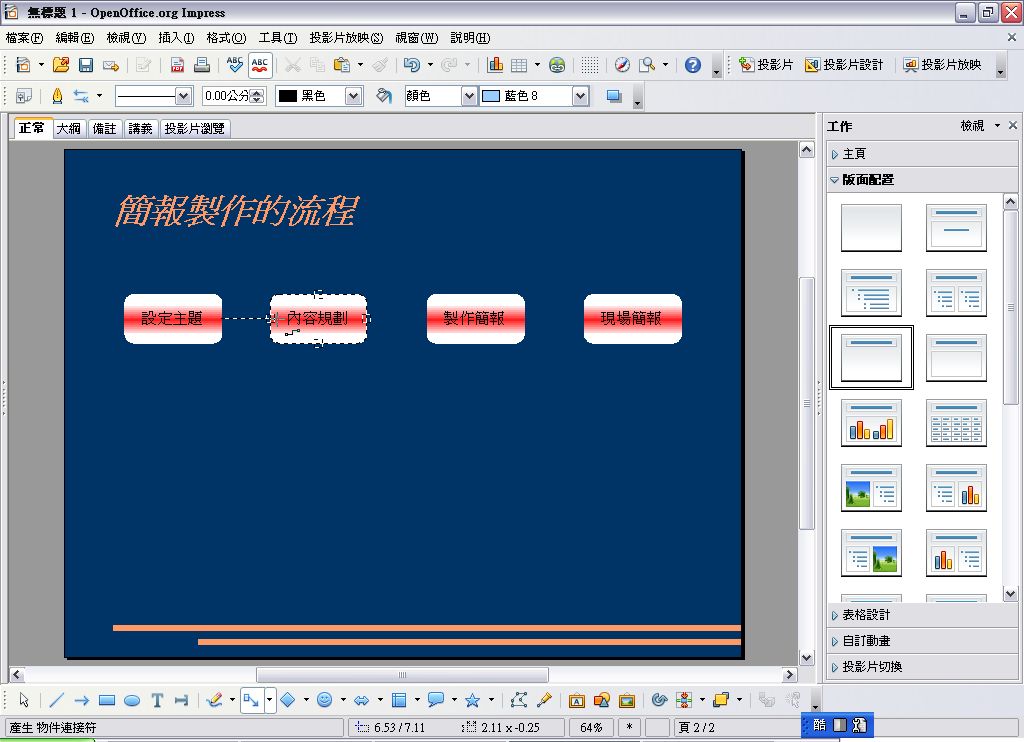 無標題 1 - OpenOffice.org Impress
檔案(F) 編輯(E) 檢視(V) 插入(I) 格式(O) 工具(T) 投影片放映(S) 視窗(W) 說明(H)
投影片 投影片設計 投影片放映
0.00公分 黑色 顏色 藍色 8
正常 大綱 備註 講義 投影片瀏覽
工作 檢視
主頁
版面配置
簡報製作的流程
設定主題 內容規劃 製作簡報 現場簡報
表格設計
自訂動畫
投影片切換
產生 物件連接符 6.53 / 7.11 2.11 x -0.25 64% * 頁 2 / 2
酷